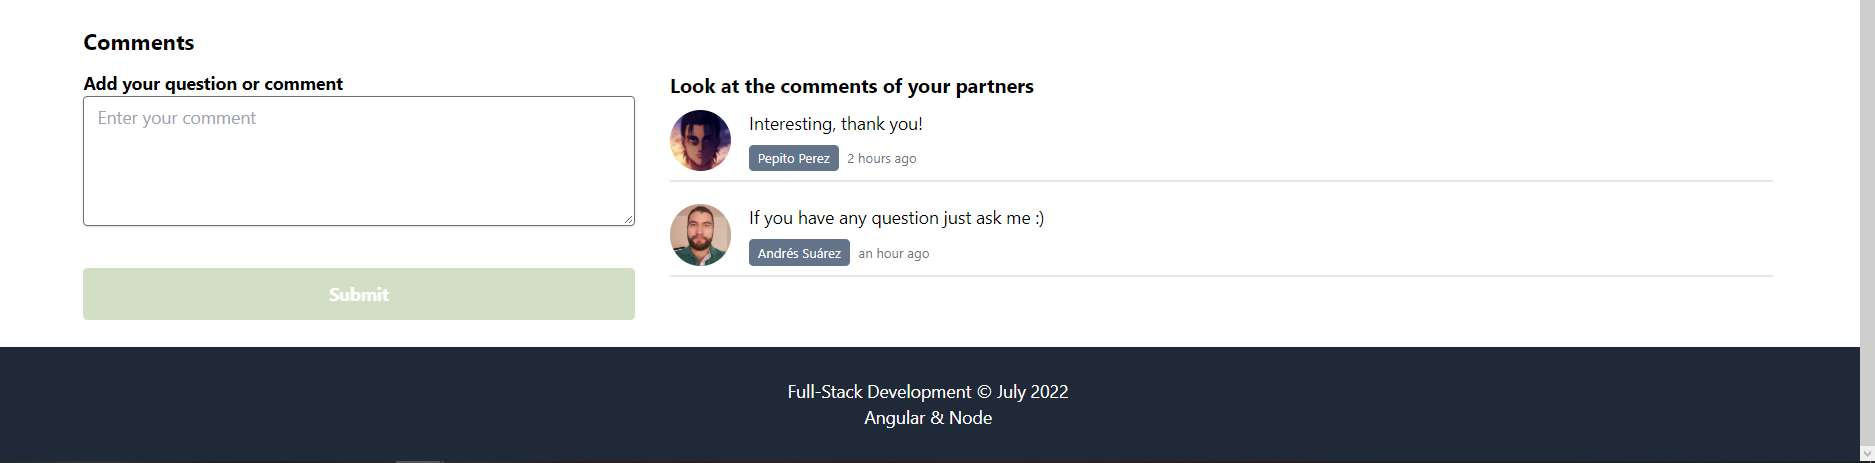 Comments
Add your question or comment
Enter your comment
Submit
Look at the comments of your partners
Interesting, thank you!
Pepito Perez 2 hours ago
If you have any question just ask me :)
Andrés Suárez an hour ago
Full-Stack Development © July 2022
Angular & Node